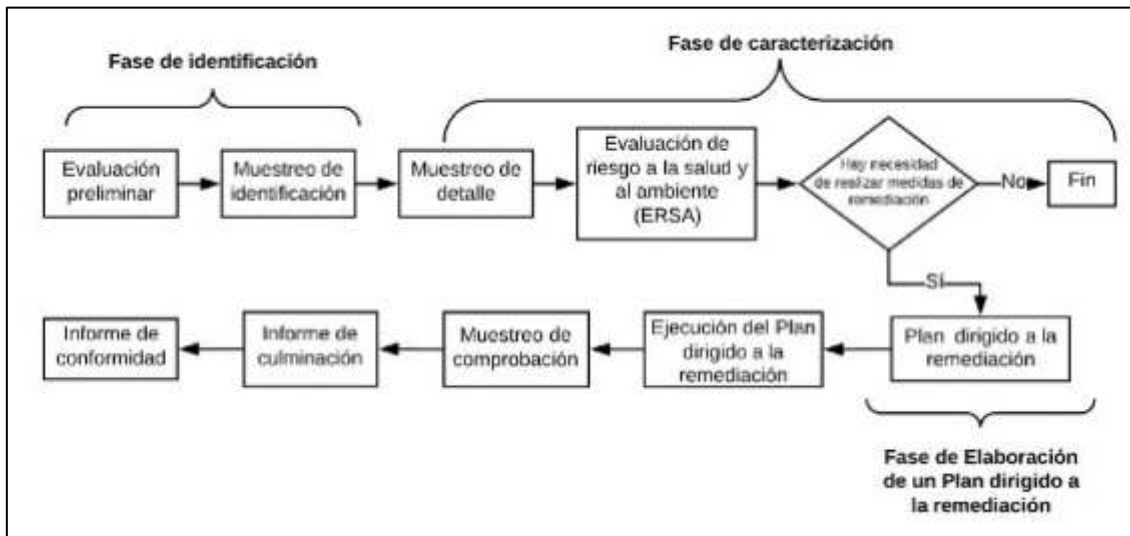 Fase de identificación
Fase de caracterización
Evaluación
preliminar
Muestreo de
identificación
Muestreo de
detalle
Evaluación de
riesgo a la salud y
al ambiente
(ERSA)
Hay necesidad
de realizar medidas de
remediación
No
Fin
Sí
Informe de
conformidad
Informe de
culminación
Muestreo de
comprobación
Ejecución del Plan
dirigido a la
remediación
Plan dirigido a la
remediación
Fase de Elaboración
de un Plan dirigido a
la remediación